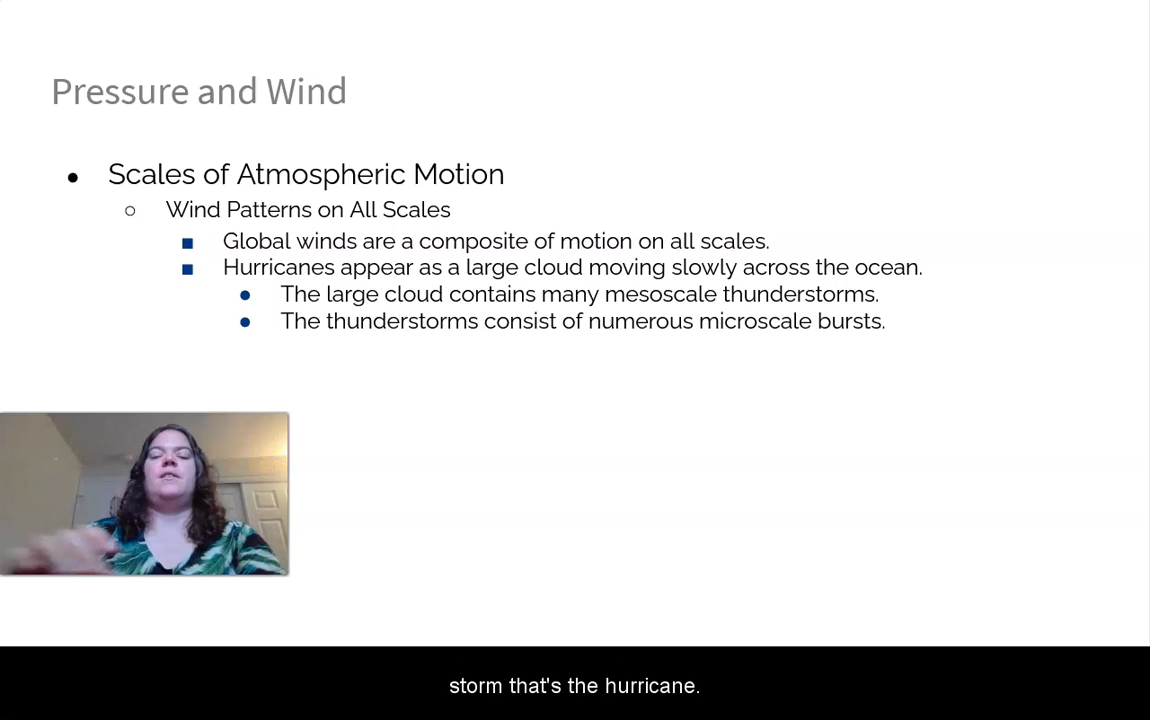 Pressure and Wind
Scales of Atmospheric Motion
Wind Patterns on All Scales
Global winds are a composite of motion on all scales.
Hurricanes appear as a large cloud moving slowly across the ocean.
The large cloud contains many mesoscale thunderstorms.
The thunderstorms consist of numerous microscale bursts.
storm that's the hurricane.